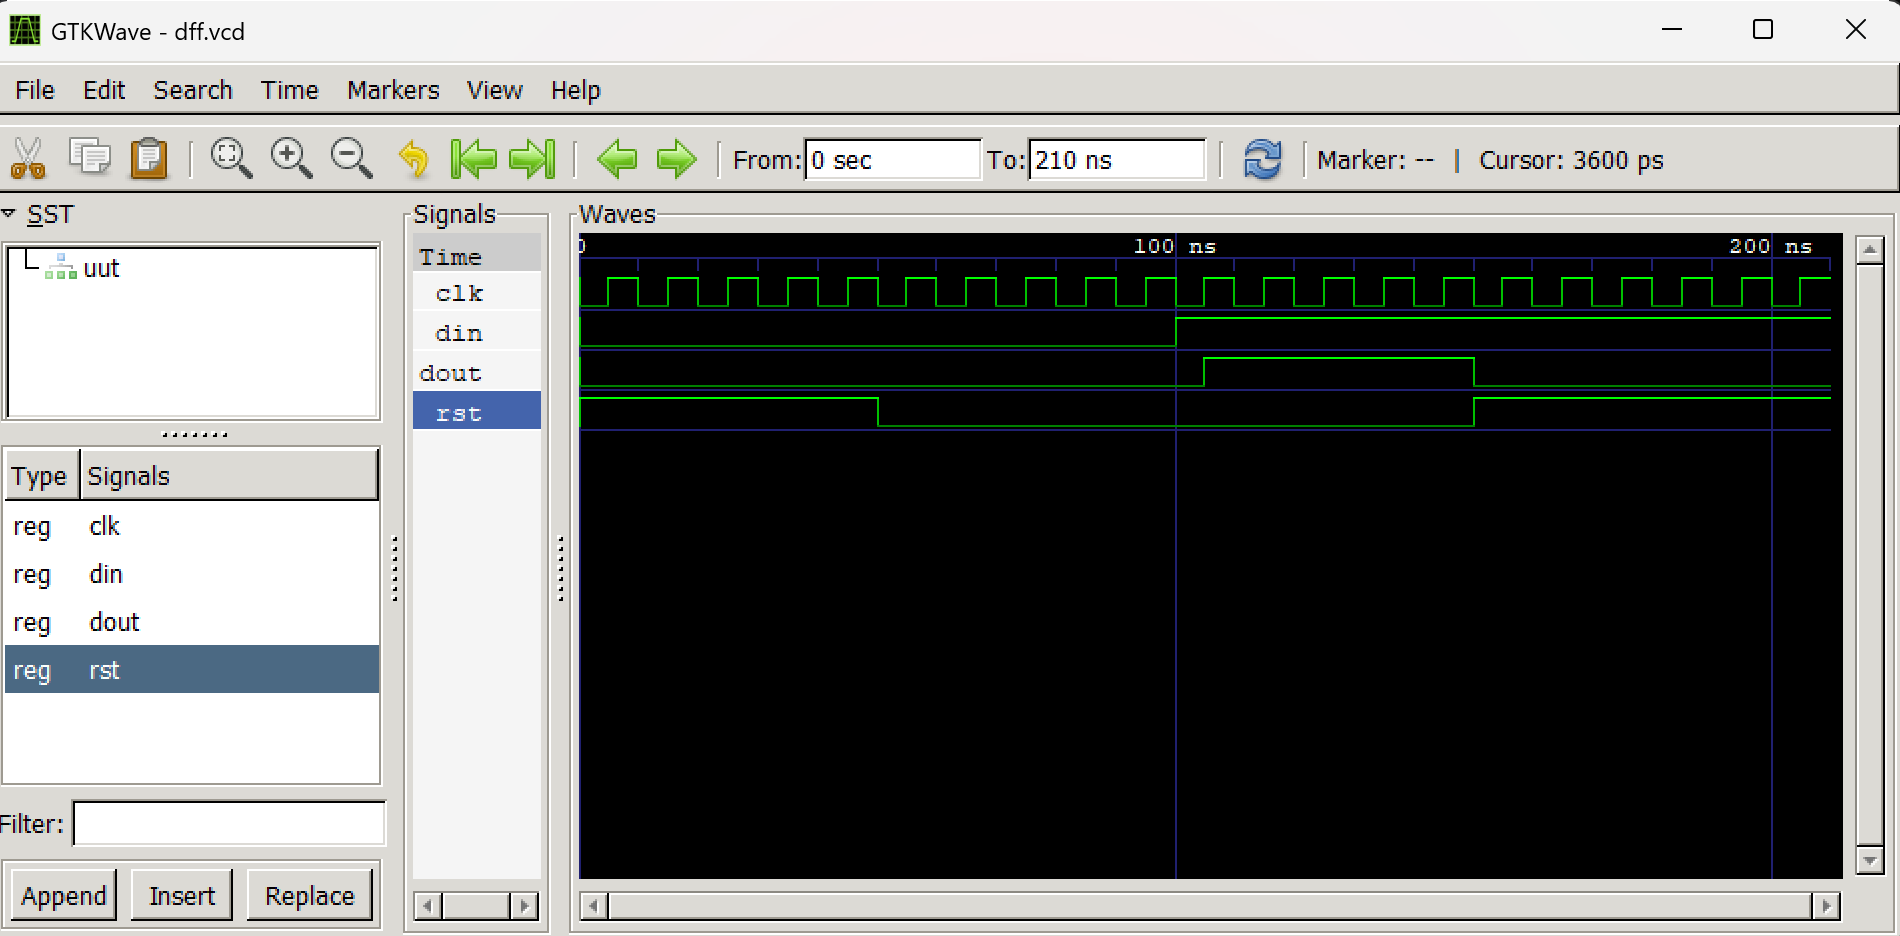 GTKWave - dff.vcd
File Edit Search Time Markers View Help
From: 0 sec To: 210 ns Marker: -- | Cursor: 3600 ps
SST
uut
Type Signals
reg clk
reg din
reg dout
reg rst
Filter:
Append Insert Replace
Signals
Time
clk
din
dout
rst
Waves
0 100 ns 200 ns